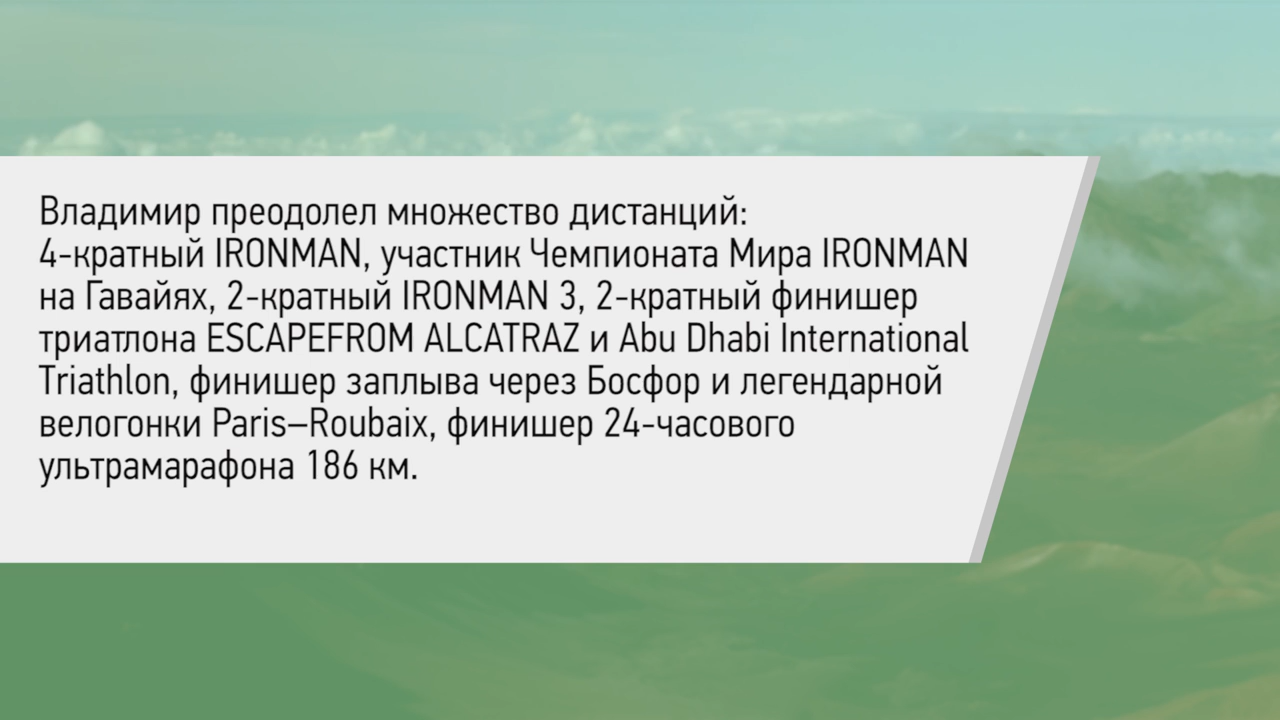 Владимир преодолел множество дистанций:
4-кратный IRONMAN, участник Чемпионата Мира IRONMAN
на Гавайях, 2-кратный IRONMAN 3, 2-кратный финишер
триатлона ESCAPEFROM ALCATRAZ и Abu Dhabi International
Triathlon, финишер заплыва через Босфор и легендарной
велогонки Paris–Roubaix, финишер 24-часового
ультрамарафона 186 км.